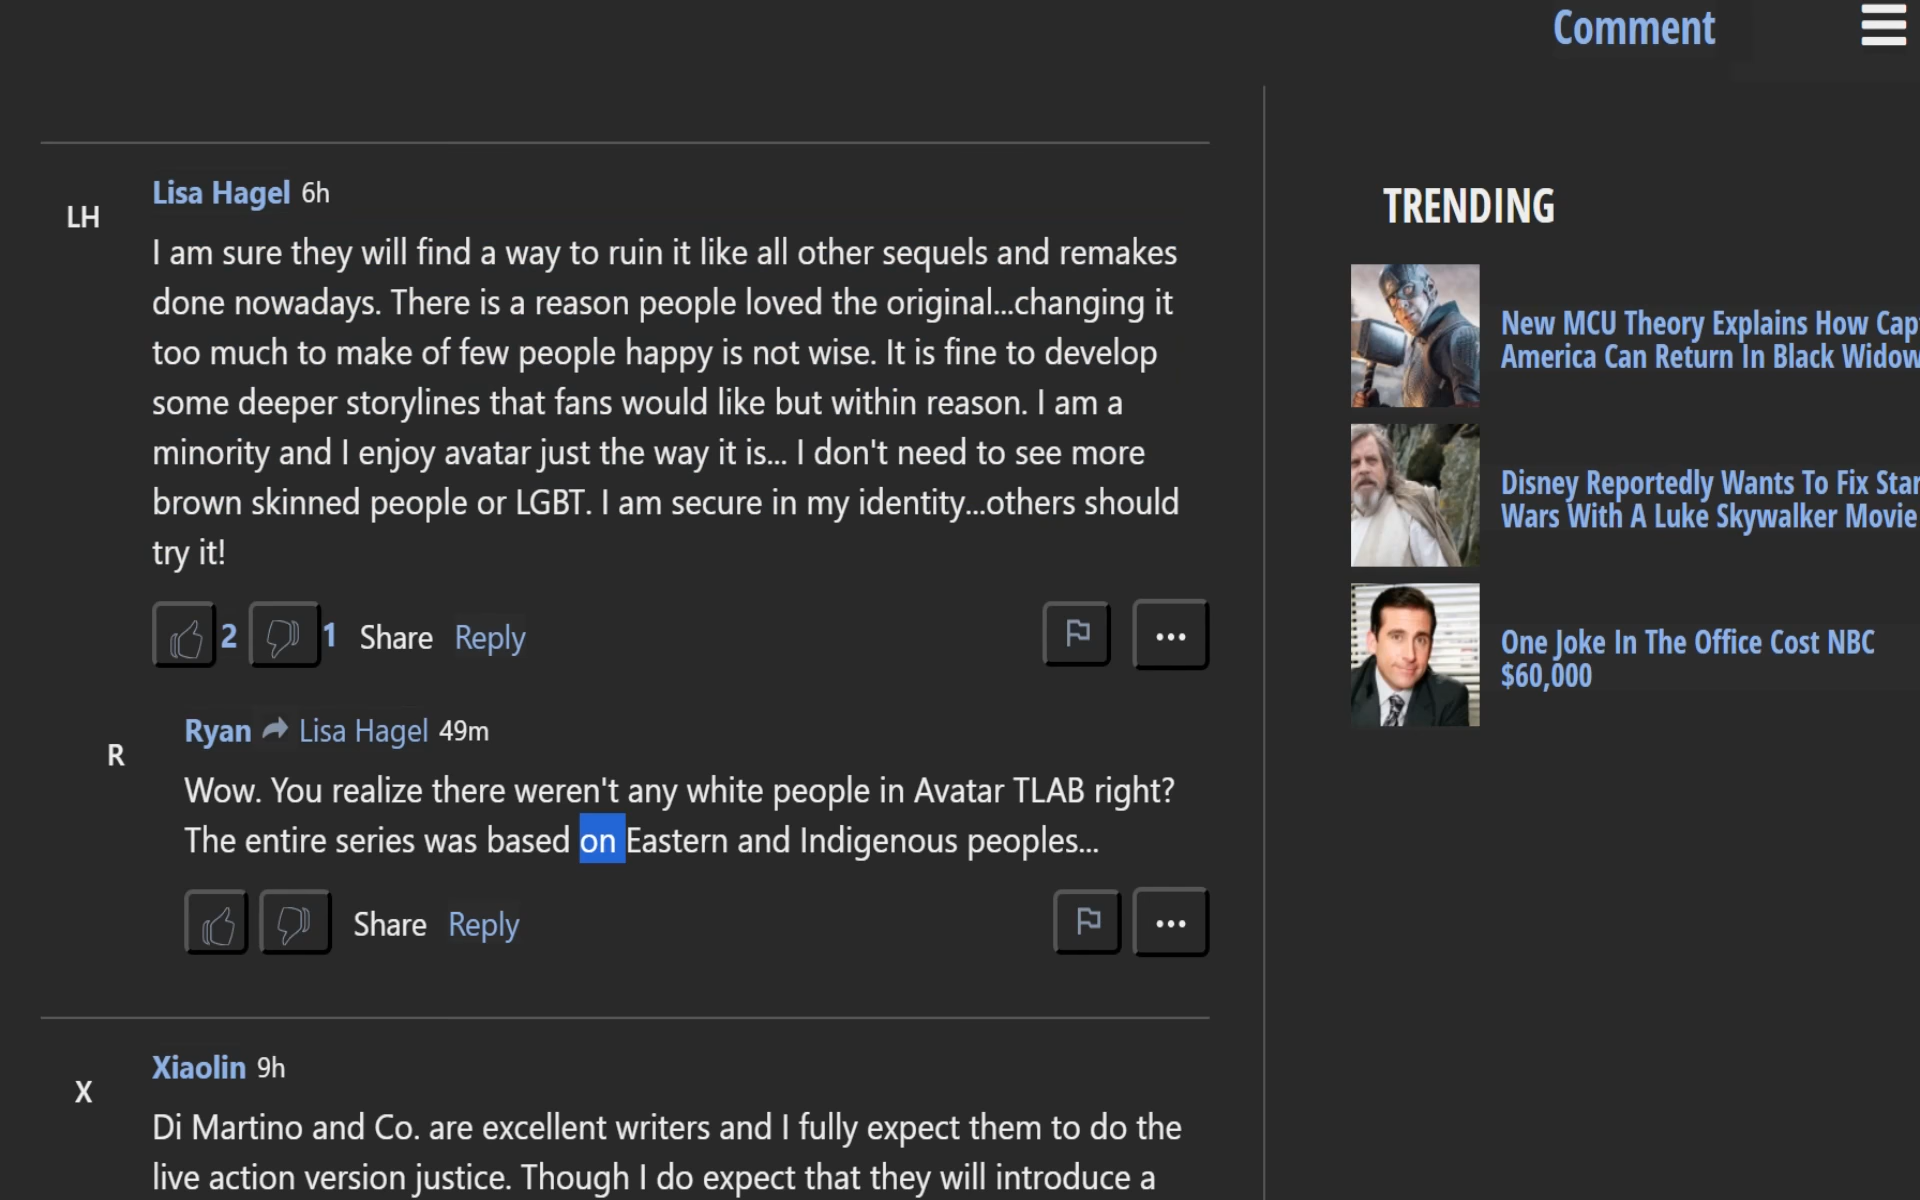 Comment
LH
Lisa Hagel 6h
I am sure they will find a way to ruin it like all other sequels and remakes
done nowadays. There is a reason people loved the original...changing it
too much to make of few people happy is not wise. It is fine to develop
some deeper storylines that fans would like but within reason. I am a
minority and I enjoy avatar just the way it is... I don't need to see more
brown skinned people or LGBT. I am secure in my identity...others should
try it!
2 1 Share Reply
R
Ryan Lisa Hagel 49m
Wow. You realize there weren't any white people in Avatar TLAB right?
The entire series was based on Eastern and Indigenous peoples...
Share Reply
X
Xiaolin 9h
Di Martino and Co. are excellent writers and I fully expect them to do the
live action version justice. Though I do expect that they will introduce a
TRENDING
New MCU Theory Explains How Cap
America Can Return In Black Widow
Disney Reportedly Wants To Fix Star
Wars With A Luke Skywalker Movie
One Joke In The Office Cost NBC
$60,000